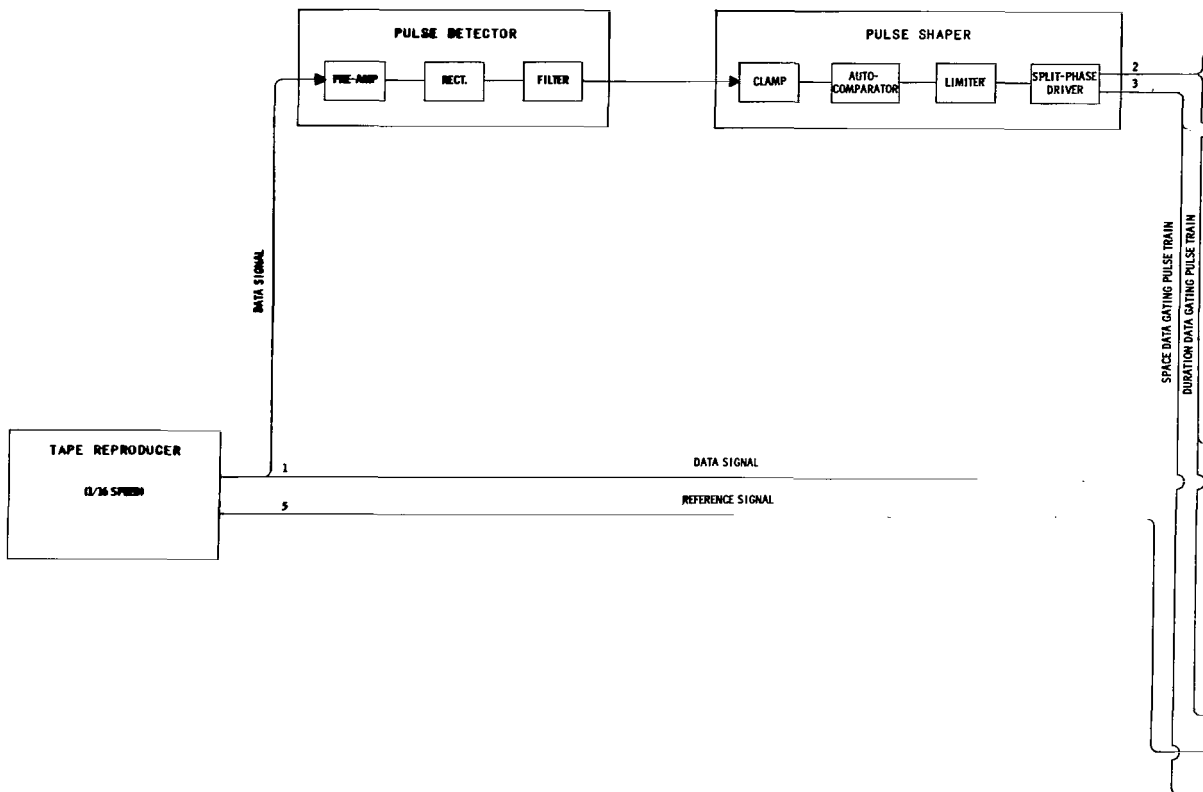 PULSE DETECTOR
PRE-AMP
RECT.
FILTER
PULSE SHAPER
CLAMP
AUTO-
COMPARATOR
LIMITER
SPLIT-PHASE
DRIVER
2
3
DATA SIGNAL
SPACE DATA GATING PULSE TRAIN
DURATION DATA GATING PULSE TRAIN
TAPE REPRODUCER
(1/16 SPEED)
1
DATA SIGNAL
5
REFERENCE SIGNAL